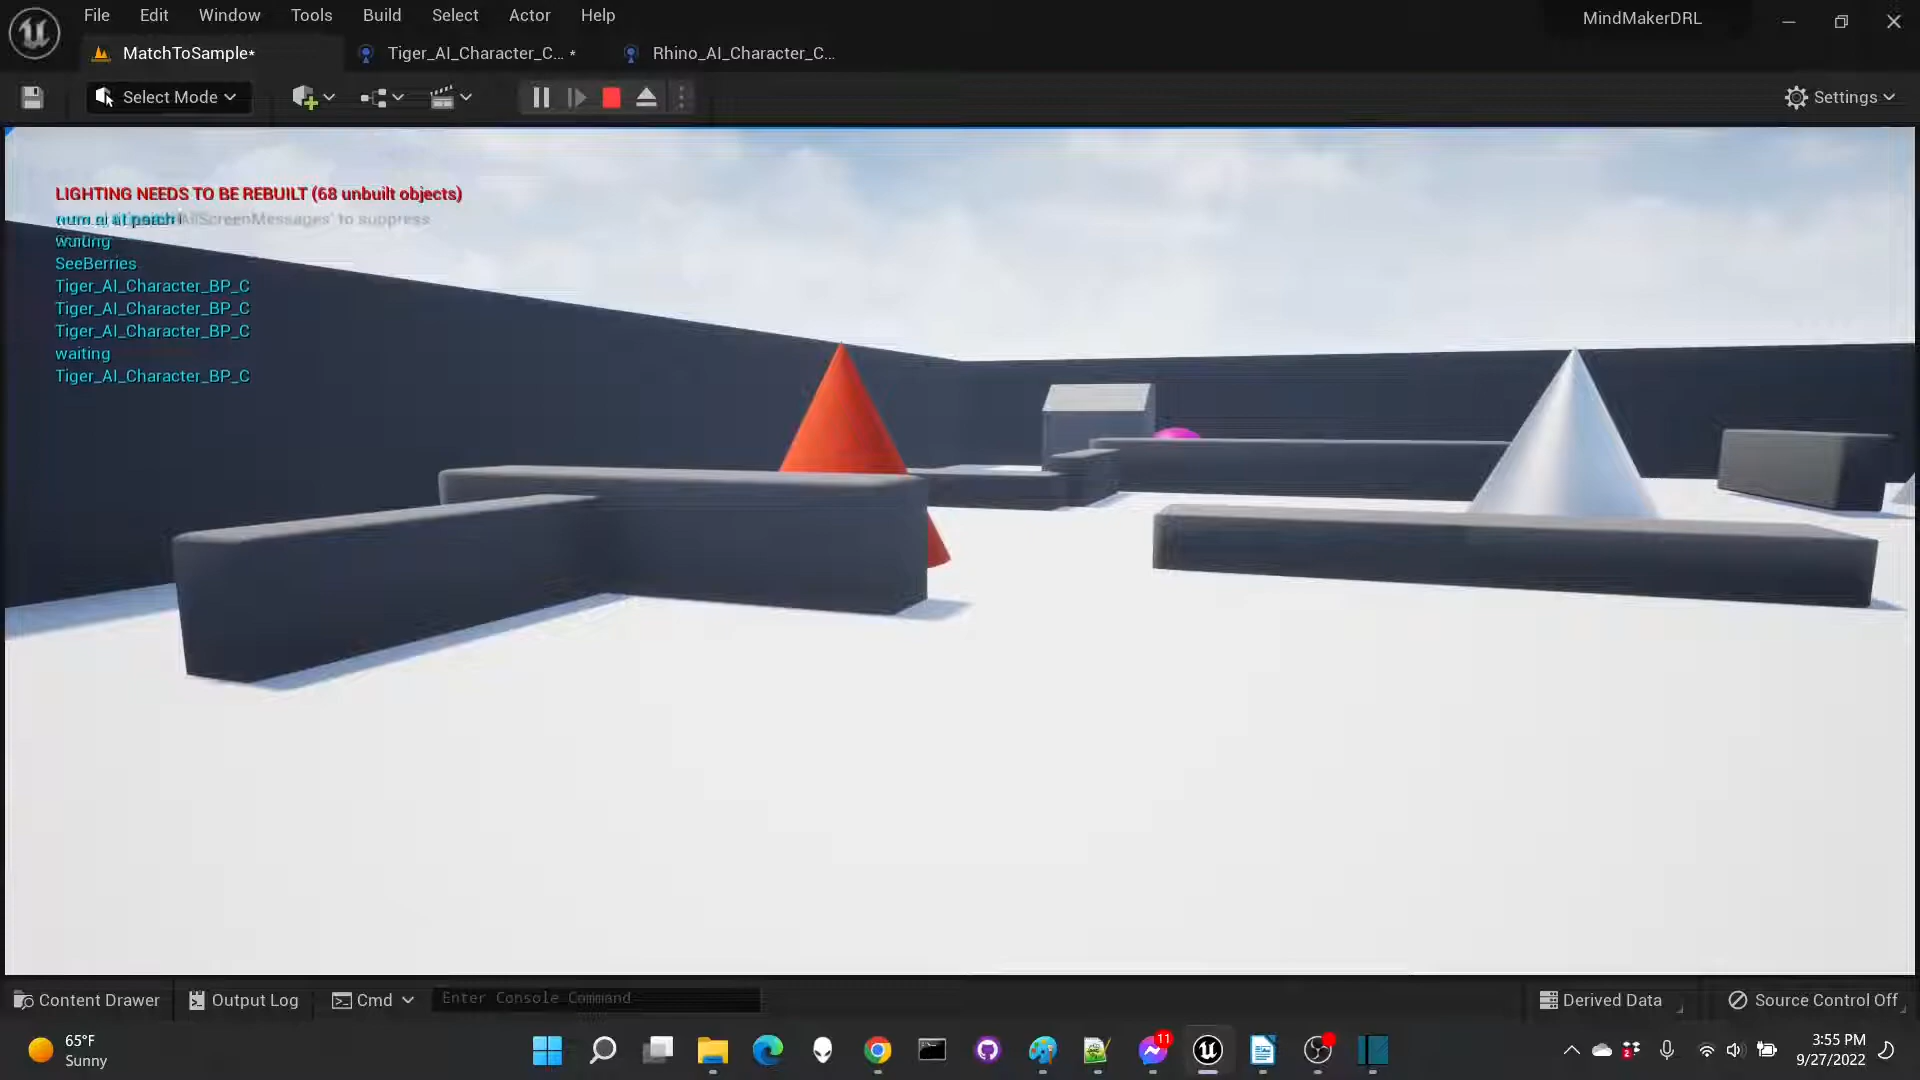 File Edit Window Tools Build Select Actor Help
MindMakerDRL
MatchToSample*
Tiger_AI_Character_C... *
Rhino_AI_Character_C...
Select Mode
Settings
LIGHTING NEEDS TO BE REBUILT (68 unbuilt objects)
AllScreenMessages' to suppress
SeeBerries
Tiger_AI_Character_BP_C
Tiger_AI_Character_BP_C
Tiger_AI_Character_BP_C
waiting
Tiger_AI_Character_BP_C
Content Drawer
Output Log
Cmd
Enter Console Command
Derived Data
Source Control Off
65°F
Sunny
11
3:55 PM
9/27/2022